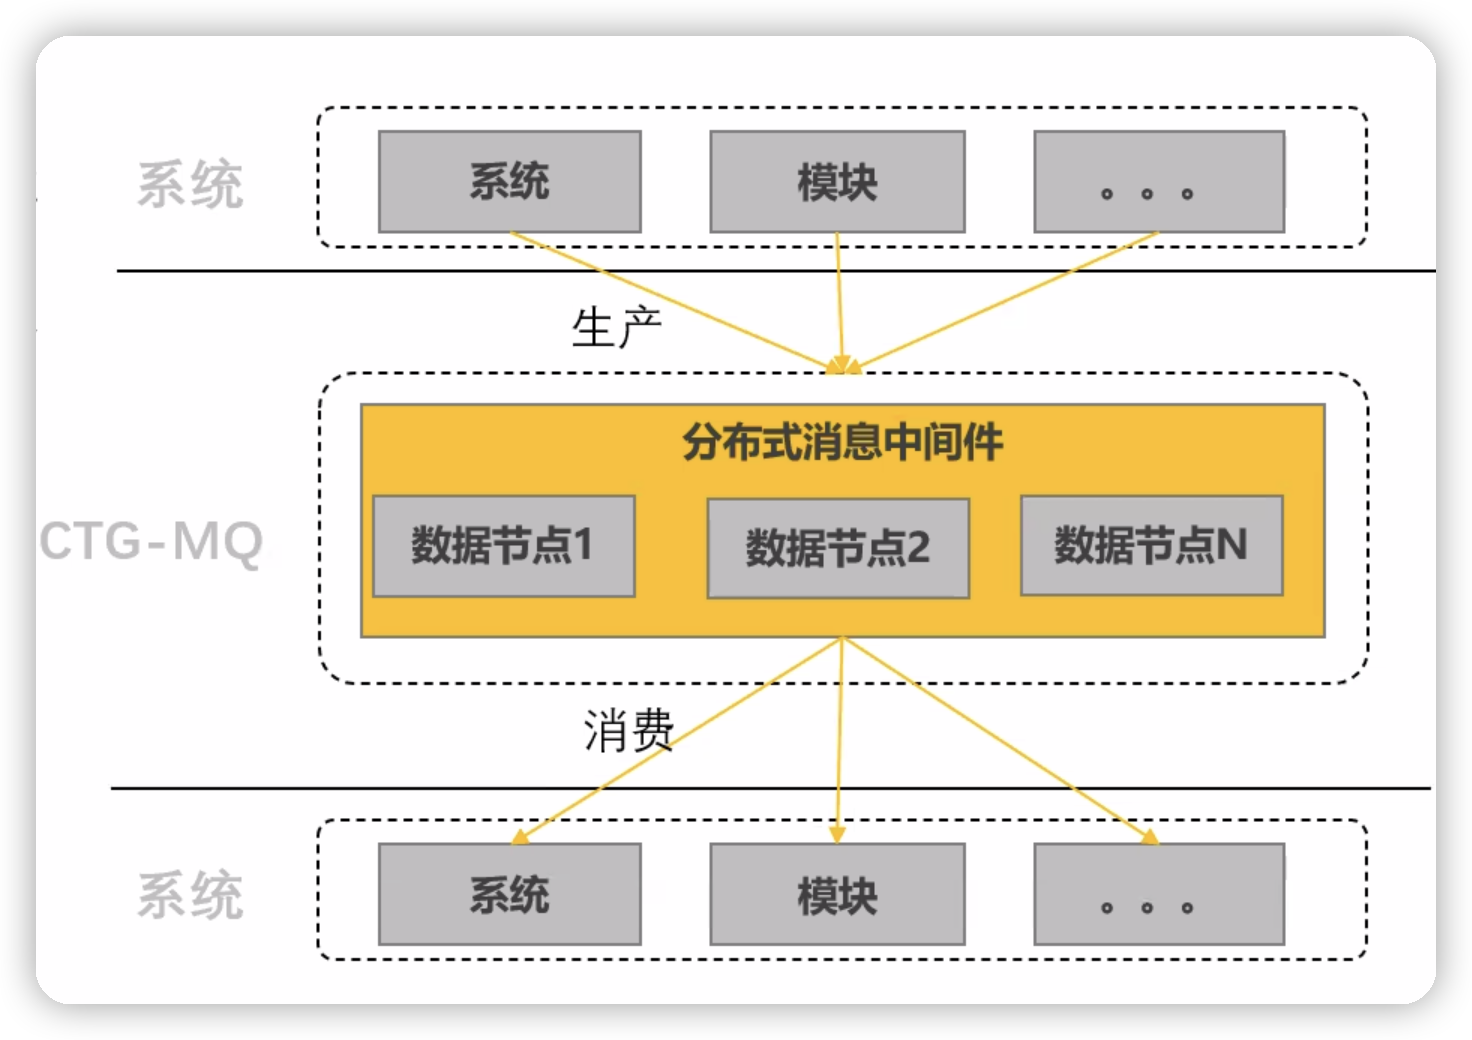 系统
系统
模块
。。。
生产
CTG-MQ
分布式消息中间件
数据节点1
数据节点2
数据节点N
消费
系统
系统
模块
。。。